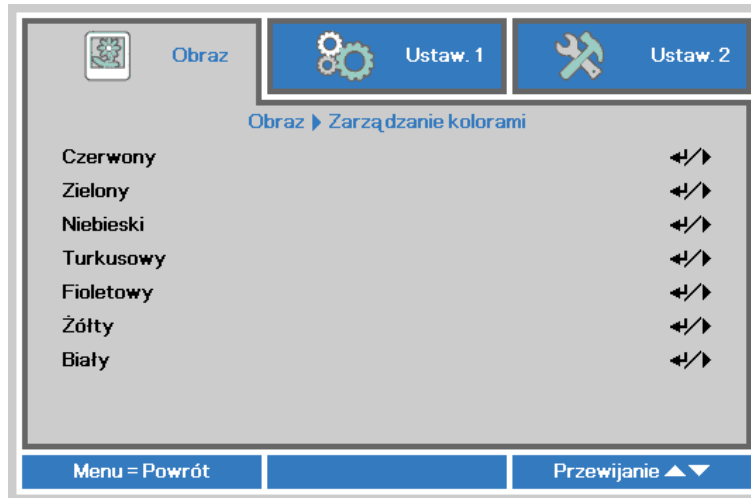 Obraz Ustaw. 1 Ustaw. 2
Obraz Zarządzanie kolorami
Czerwony
Zielony
Niebieski
Turkusowy
Fioletowy
Żółty
Biały
Menu = Powrót Przewijanie